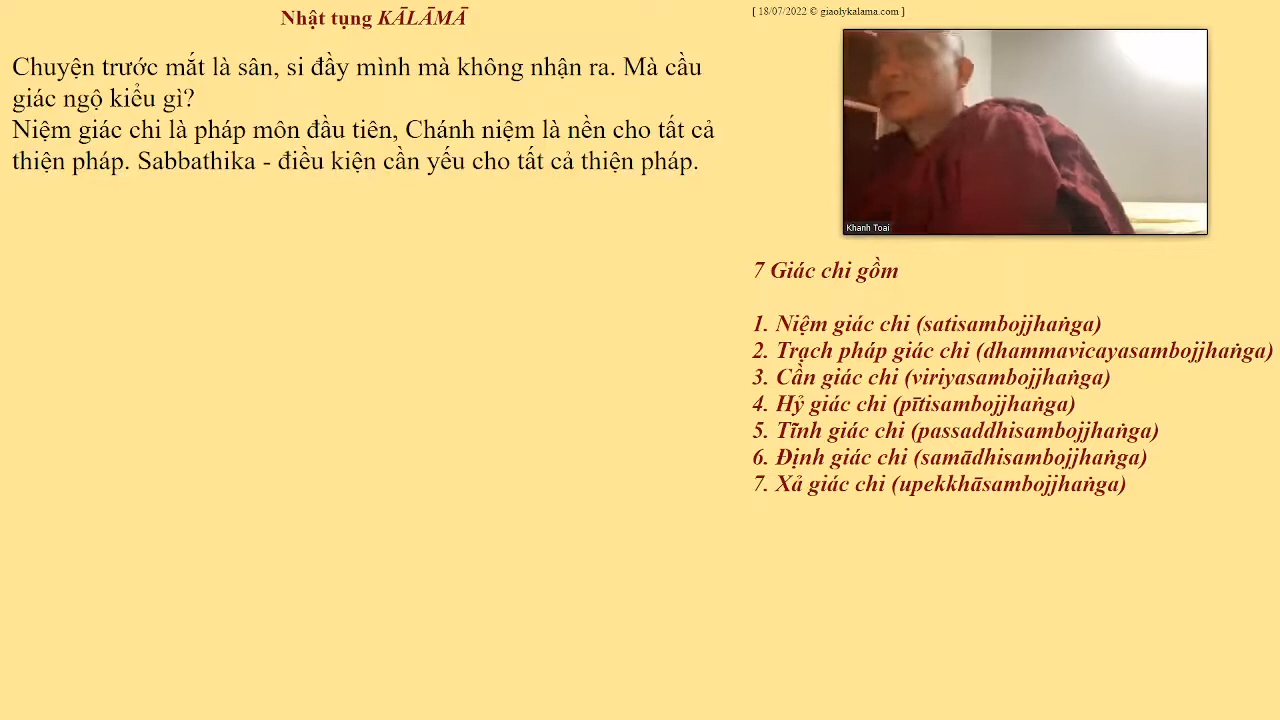 Nhật tụng KĀLĀMĀ
Chuyện trước mắt là sân, si đầy mình mà không nhận ra. Mà cầu
giác ngộ kiểu gì?
Niệm giác chi là pháp môn đầu tiên, Chánh niệm là nền cho tất cả
thiện pháp. Sabbathika - điều kiện cần yếu cho tất cả thiện pháp.
[ 18/07/2022 © giaolykalama.com ]
Khanh Toai
7 Giác chi gồm
1. Niệm giác chi (satisambojjhaṅga)
2. Trạch pháp giác chi (dhammavicayasambojjhaṅga)
3. Cần giác chi (viriyasambojjhaṅga)
4. Hỷ giác chi (pītisambojjhaṅga)
5. Tĩnh giác chi (passaddhisambojjhaṅga)
6. Định giác chi (samādhisambojjhaṅga)
7. Xả giác chi (upekkhāsambojjhaṅga)